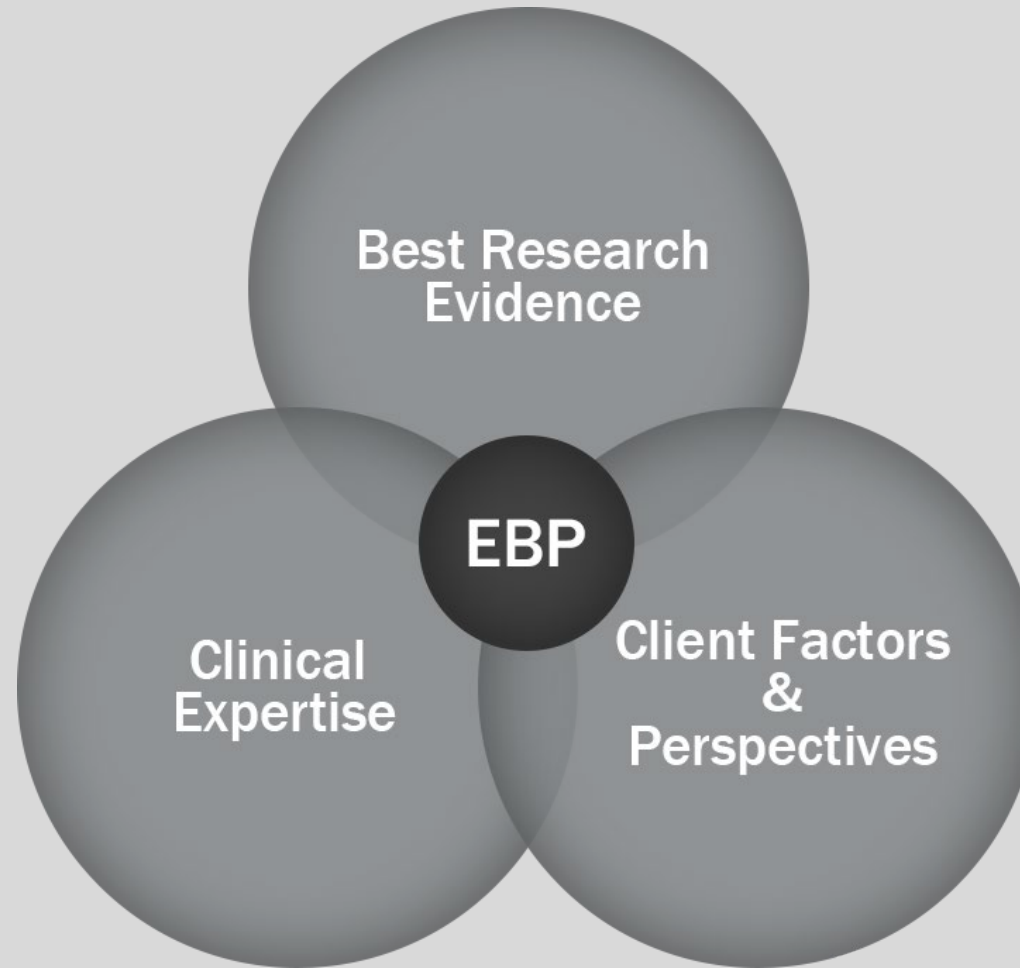 Best Research
Evidence
EBP
Clinical
Expertise
Client Factors
&
Perspectives